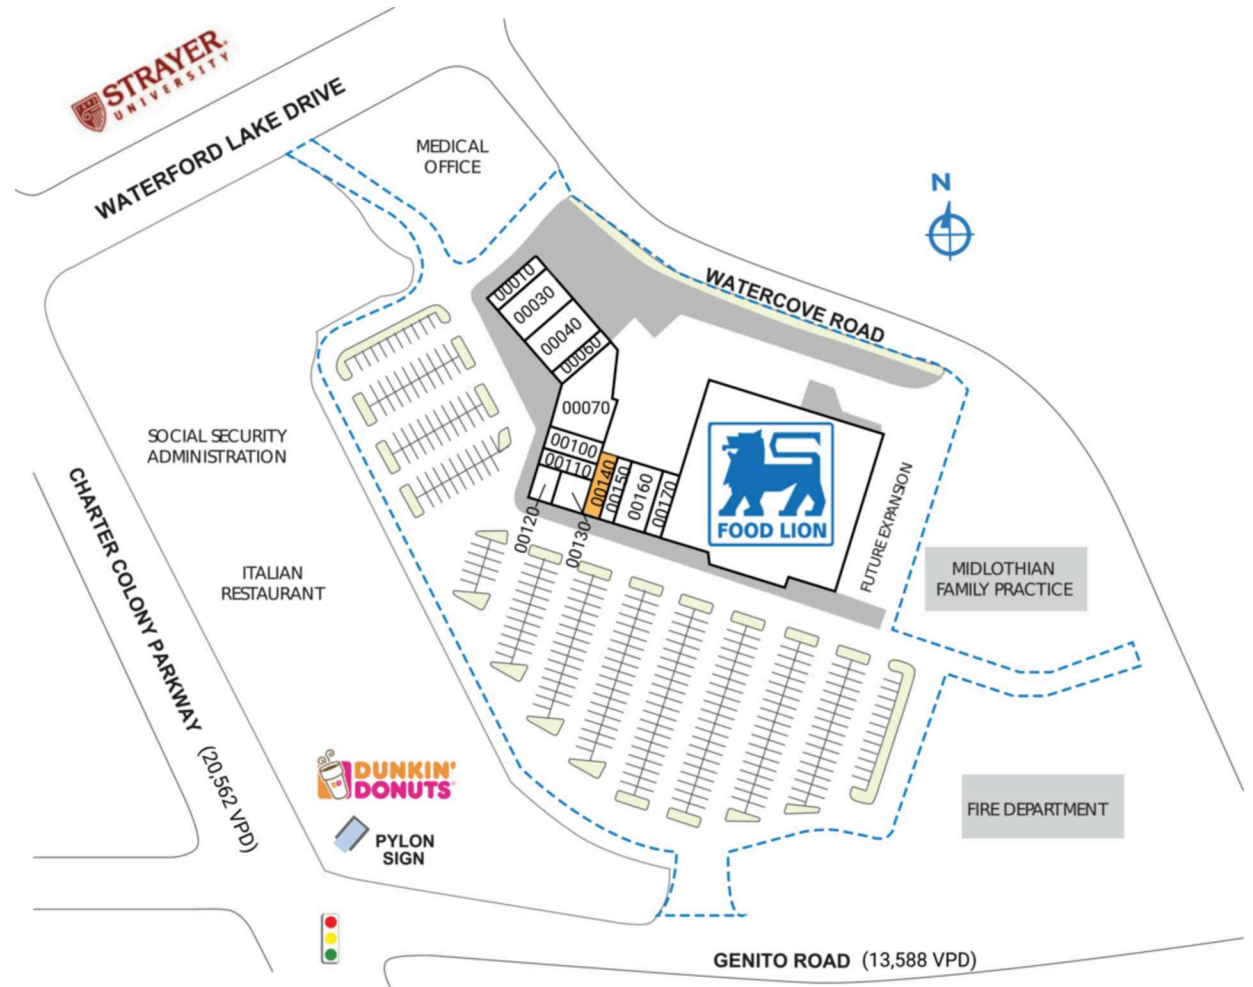 STRAYER
UNIVERSITY
WATERFORD LAKE DRIVE
MEDICAL
OFFICE
N
WATERCOVE ROAD
00010
00030
00040
00060
00070
00100
00110
00120
00130
00140
00150
00160
00170
FOOD LION
FUTURE EXPANSION
SOCIAL SECURITY
ADMINISTRATION
ITALIAN
RESTAURANT
CHARTER COLONY PARKWAY (20,562 VPD)
MIDLOTHIAN
FAMILY PRACTICE
DUNKIN'
DONUTS
PYLON
SIGN
FIRE DEPARTMENT
GENITO ROAD (13,588 VPD)